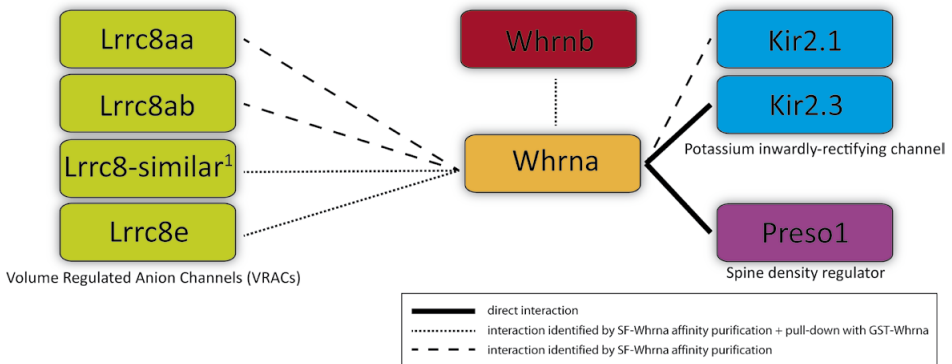 Lrrc8aa
Whrnb
Kir2.1
Lrrc8ab
Kir2.3
Potassium inwardly-rectifying channel
Lrrc8-similar¹
Whrna
Lrrc8e
Preso1
Volume Regulated Anion Channels (VRACs)
Spine density regulator
direct interaction
interaction identified by SF-Whrna affinity purification + pull-down with GST-Whrna
interaction identified by SF-Whrna affinity purification